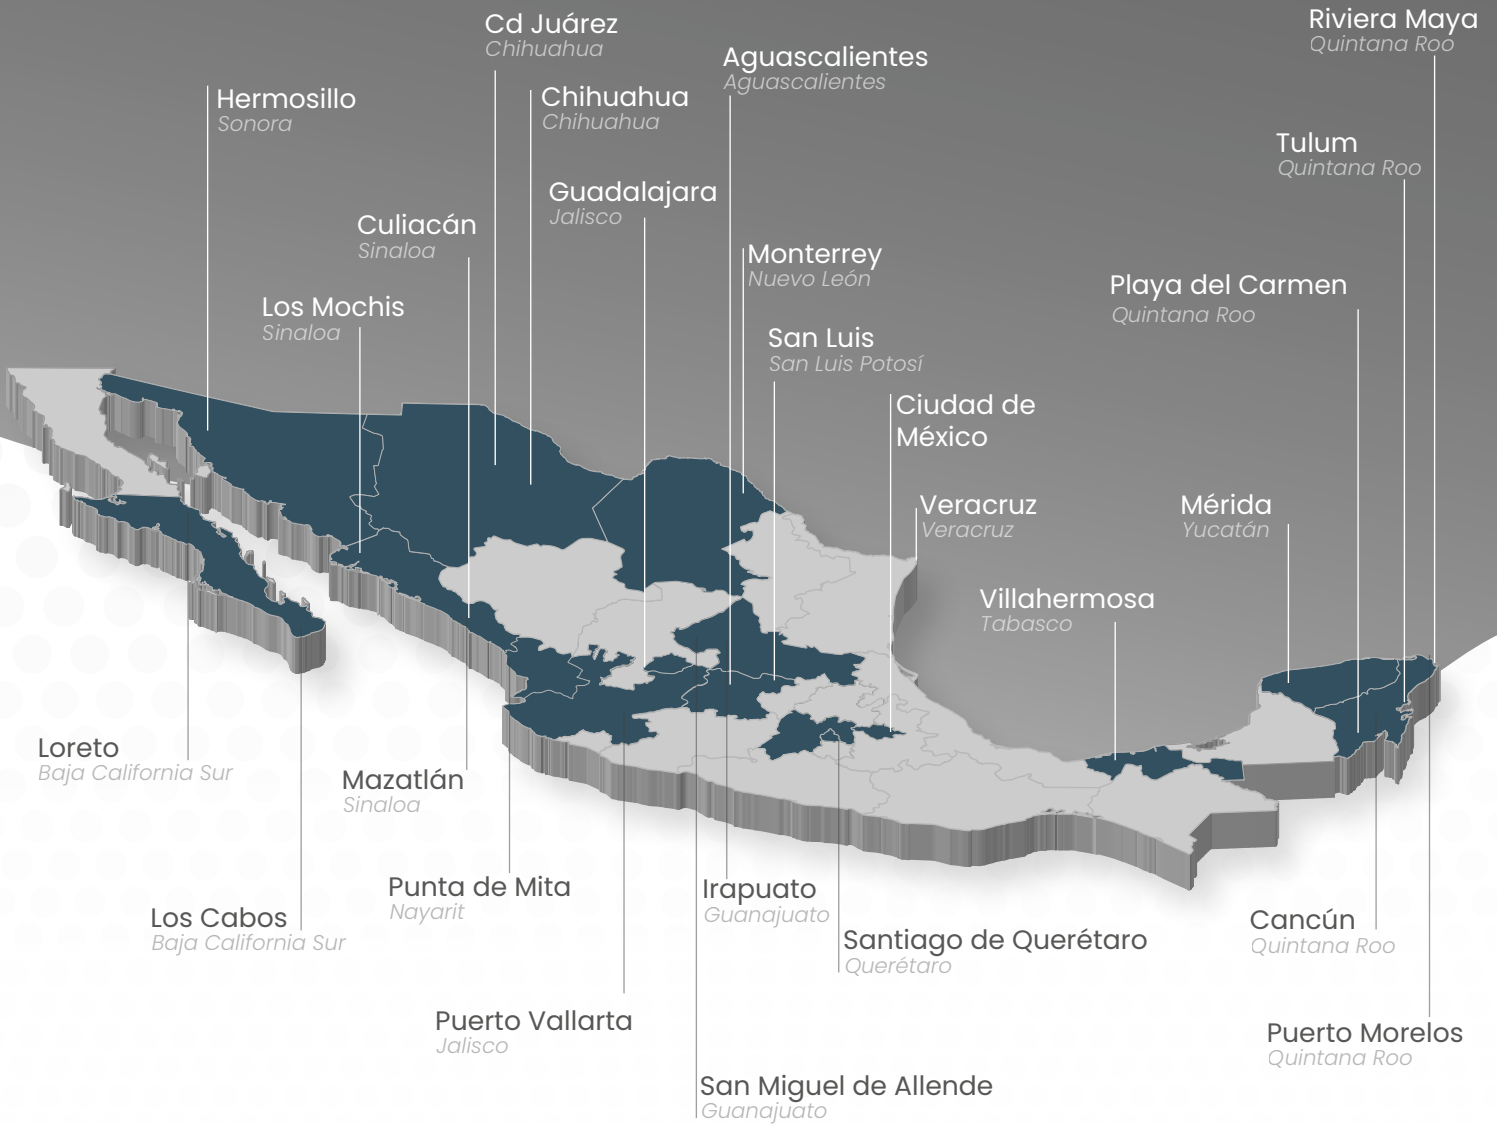 Cd Juárez
Chihuahua
Riviera Maya
Quintana Roo
Aguascalientes
Aguascalientes
Hermosillo
Sonora
Chihuahua
Chihuahua
Tulum
Quintana Roo
Guadalajara
Jalisco
Culiacán
Sinaloa
Monterrey
Nuevo León
Playa del Carmen
Quintana Roo
Los Mochis
Sinaloa
San Luis
San Luis Potosí
Ciudad de
México
Veracruz
Veracruz
Mérida
Yucatán
Villahermosa
Tabasco
Loreto
Baja California Sur
Mazatlán
Sinaloa
Punta de Mita
Nayarit
Irapuato
Guanajuato
Los Cabos
Baja California Sur
Cancún
Quintana Roo
Santiago de Querétaro
Querétaro
Puerto Vallarta
Jalisco
Puerto Morelos
Quintana Roo
San Miguel de Allende
Guanajuato